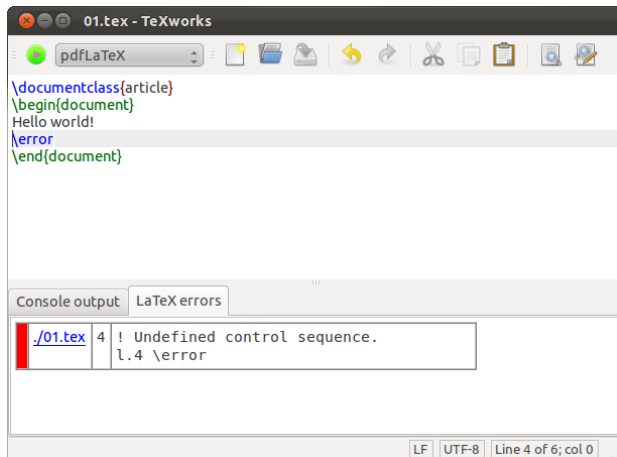 01.tex - TeXworks
pdfLaTeX
\documentclass{article}
\begin{document}
Hello world!
\error
\end{document}
Console output LaTeX errors
./01.tex 4 ! Undefined control sequence.
l.4 \error
LF UTF-8 Line 4 of 6; col 0